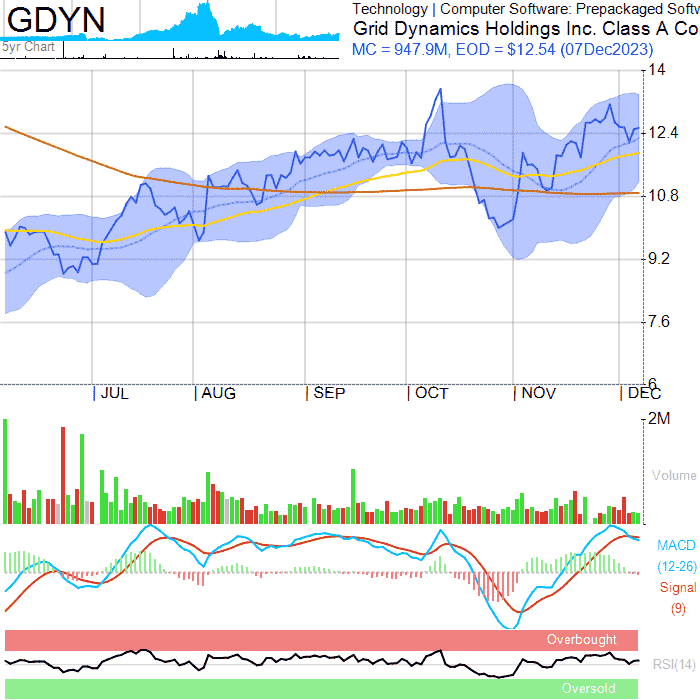 GDYN
Technology | Computer Software: Prepackaged Softw
Grid Dynamics Holdings Inc. Class A Co
MC = 947.9M, EOD = $12.54 (07Dec2023)
5yr Chart
14
12.4
10.8
9.2
7.6
6
JUL AUG SEP OCT NOV DEC
2M
Volume
MACD
(12-26)
Signal
(9)
Overbought
RSI(14)
Oversold